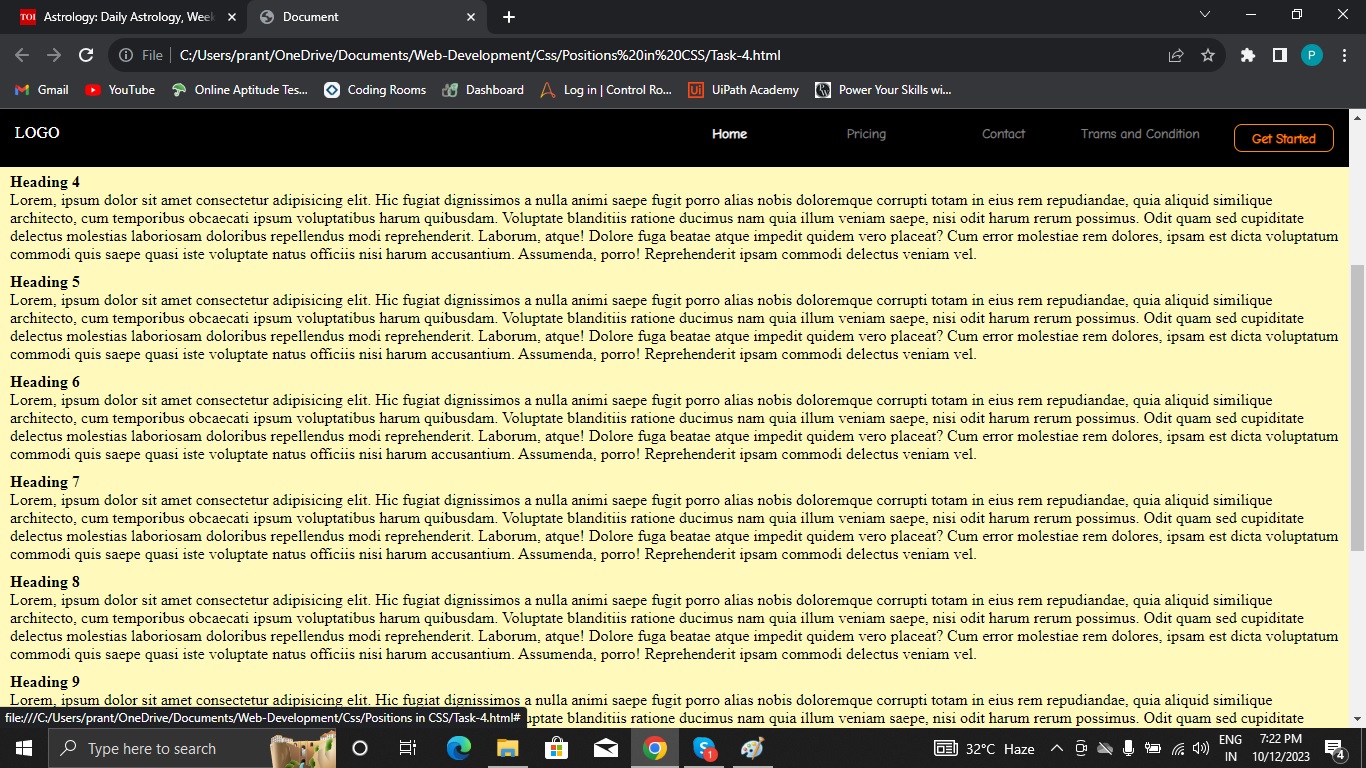 Astrology: Daily Astrology, Week
Document
File
C:/Users/prant/OneDrive/Documents/Web-Development/Css/Positions%20in%20CSS/Task-4.html
P
Gmail
YouTube
Online Aptitude Tes...
Coding Rooms
Dashboard
Log in | Control Ro...
UiPath Academy
Power Your Skills wi...
LOGO
Home
Pricing
Contact
Trams and Condition
Get Started
Heading 4
Lorem, ipsum dolor sit amet consectetur adipisicing elit. Hic fugiat dignissimos a nulla animi saepe fugit porro alias nobis doloremque corrupti totam in eius rem repudiandae, quia aliquid similique
architecto, cum temporibus obcaecati ipsum voluptatibus harum quibusdam. Voluptate blanditiis ratione ducimus nam quia illum veniam saepe, nisi odit harum rerum possimus. Odit quam sed cupiditate
delectus molestias laboriosam doloribus repellendus modi reprehenderit. Laborum, atque! Dolore fuga beatae atque impedit quidem vero placeat? Cum error molestiae rem dolores, ipsam est dicta voluptatum
commodi quis saepe quasi iste voluptate natus officiis nisi harum accusantium. Assumenda, porro! Reprehenderit ipsam commodi delectus veniam vel.
Heading 5
Lorem, ipsum dolor sit amet consectetur adipisicing elit. Hic fugiat dignissimos a nulla animi saepe fugit porro alias nobis doloremque corrupti totam in eius rem repudiandae, quia aliquid similique
architecto, cum temporibus obcaecati ipsum voluptatibus harum quibusdam. Voluptate blanditiis ratione ducimus nam quia illum veniam saepe, nisi odit harum rerum possimus. Odit quam sed cupiditate
delectus molestias laboriosam doloribus repellendus modi reprehenderit. Laborum, atque! Dolore fuga beatae atque impedit quidem vero placeat? Cum error molestiae rem dolores, ipsam est dicta voluptatum
commodi quis saepe quasi iste voluptate natus officiis nisi harum accusantium. Assumenda, porro! Reprehenderit ipsam commodi delectus veniam vel.
Heading 6
Lorem, ipsum dolor sit amet consectetur adipisicing elit. Hic fugiat dignissimos a nulla animi saepe fugit porro alias nobis doloremque corrupti totam in eius rem repudiandae, quia aliquid similique
architecto, cum temporibus obcaecati ipsum voluptatibus harum quibusdam. Voluptate blanditiis ratione ducimus nam quia illum veniam saepe, nisi odit harum rerum possimus. Odit quam sed cupiditate
delectus molestias laboriosam doloribus repellendus modi reprehenderit. Laborum, atque! Dolore fuga beatae atque impedit quidem vero placeat? Cum error molestiae rem dolores, ipsam est dicta voluptatum
commodi quis saepe quasi iste voluptate natus officiis nisi harum accusantium. Assumenda, porro! Reprehenderit ipsam commodi delectus veniam vel.
Heading 7
Lorem, ipsum dolor sit amet consectetur adipisicing elit. Hic fugiat dignissimos a nulla animi saepe fugit porro alias nobis doloremque corrupti totam in eius rem repudiandae, quia aliquid similique
architecto, cum temporibus obcaecati ipsum voluptatibus harum quibusdam. Voluptate blanditiis ratione ducimus nam quia illum veniam saepe, nisi odit harum rerum possimus. Odit quam sed cupiditate
delectus molestias laboriosam doloribus repellendus modi reprehenderit. Laborum, atque! Dolore fuga beatae atque impedit quidem vero placeat? Cum error molestiae rem dolores, ipsam est dicta voluptatum
commodi quis saepe quasi iste voluptate natus officiis nisi harum accusantium. Assumenda, porro! Reprehenderit ipsam commodi delectus veniam vel.
Heading 8
Lorem, ipsum dolor sit amet consectetur adipisicing elit. Hic fugiat dignissimos a nulla animi saepe fugit porro alias nobis doloremque corrupti totam in eius rem repudiandae, quia aliquid similique
architecto, cum temporibus obcaecati ipsum voluptatibus harum quibusdam. Voluptate blanditiis ratione ducimus nam quia illum veniam saepe, nisi odit harum rerum possimus. Odit quam sed cupiditate
delectus molestias laboriosam doloribus repellendus modi reprehenderit. Laborum, atque! Dolore fuga beatae atque impedit quidem vero placeat? Cum error molestiae rem dolores, ipsam est dicta voluptatum
commodi quis saepe quasi iste voluptate natus officiis nisi harum accusantium. Assumenda, porro! Reprehenderit ipsam commodi delectus veniam vel.
Heading 9
Lorem, ipsum dolor sit amet consectetur adipisicing elit. Hic fugiat dignissimos a nulla animi saepe fugit porro alias nobis doloremque corrupti totam in eius rem repudiandae, quia aliquid similique
file:///C:/Users/prant/OneDrive/Documents/Web-Development/Css/Positions in CSS/Task-4.html#
uptate blanditiis ratione ducimus nam quia illum veniam saepe, nisi odit harum rerum possimus. Odit quam sed cupiditate
Type here to search
1
32°C Haze
ENG
IN
7:22 PM
10/12/2023
4